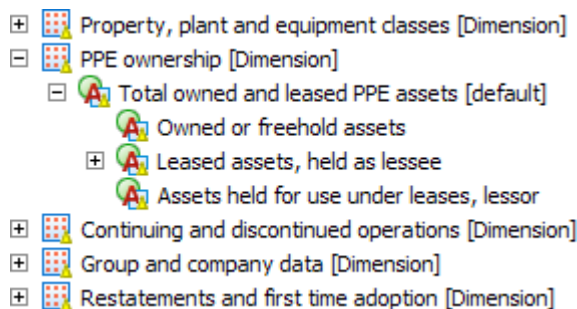 Property, plant and equipment classes [Dimension]
PPE ownership [Dimension]
Total owned and leased PPE assets [default]
Owned or freehold assets
Leased assets, held as lessee
Assets held for use under leases, lessor
Continuing and discontinued operations [Dimension]
Group and company data [Dimension]
Restatements and first time adoption [Dimension]